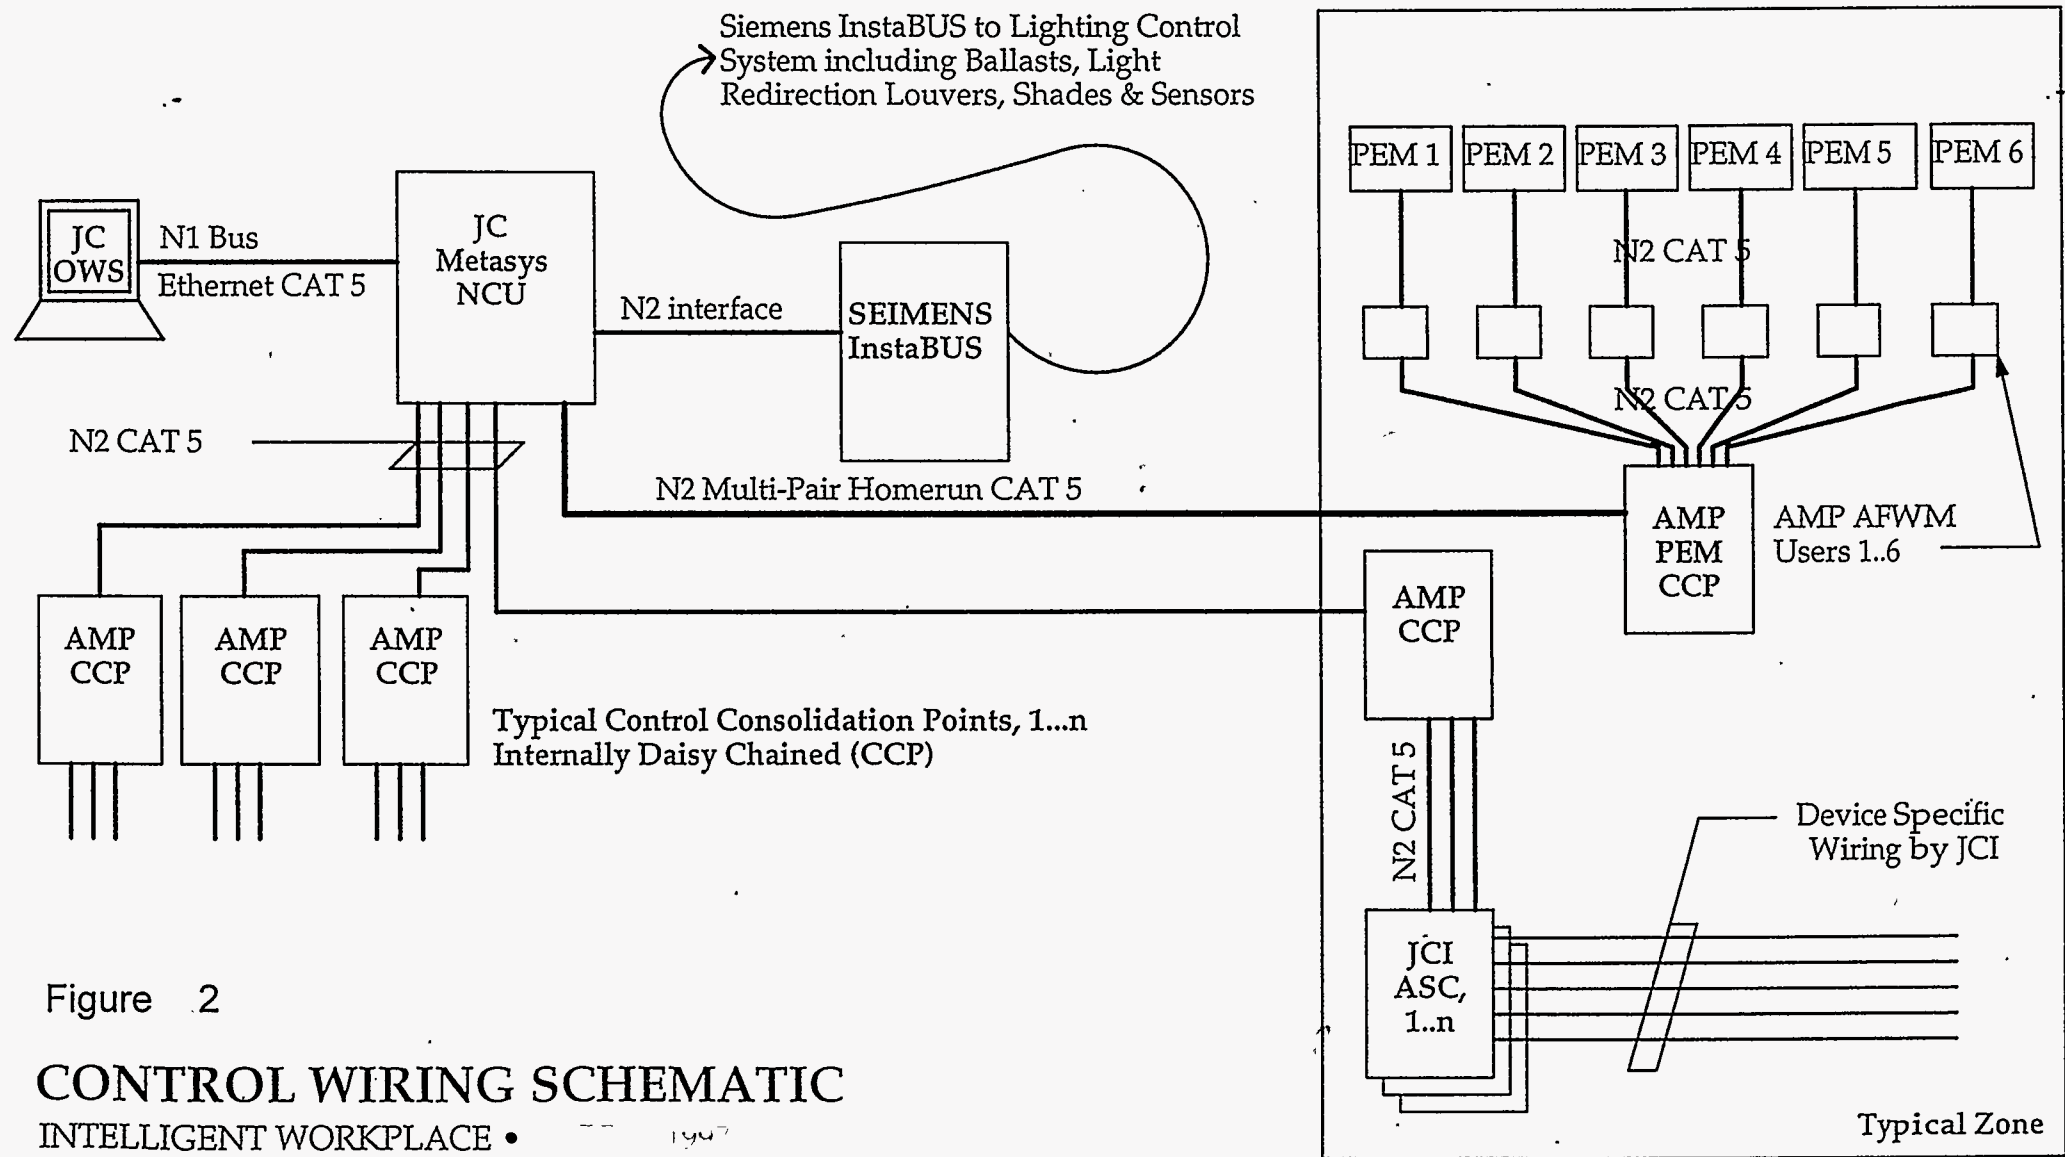 Siemens InstaBUS to Lighting Control
System including Ballasts, Light
Redirection Louvers, Shades & Sensors
JC
OWS
N1 Bus
Ethernet CAT 5
JC
Metasys
NCU
N2 interface
SEIMENS
InstaBUS
N2 CAT 5
N2 Multi-Pair Homerun CAT 5
AMP
CCP
AMP
CCP
AMP
CCP
Typical Control Consolidation Points, 1...n
Internally Daisy Chained (CCP)
PEM 1
PEM 2
PEM 3
PEM 4
PEM 5
PEM 6
N2 CAT 5
N2 CAT 5
AMP
PEM
CCP
AMP AFWM
Users 1..6
AMP
CCP
N2 CAT 5
Device Specific
Wiring by JCI
JCI
ASC,
1..n
Typical Zone
Figure 2
CONTROL WIRING SCHEMATIC
INTELLIGENT WORKPLACE •